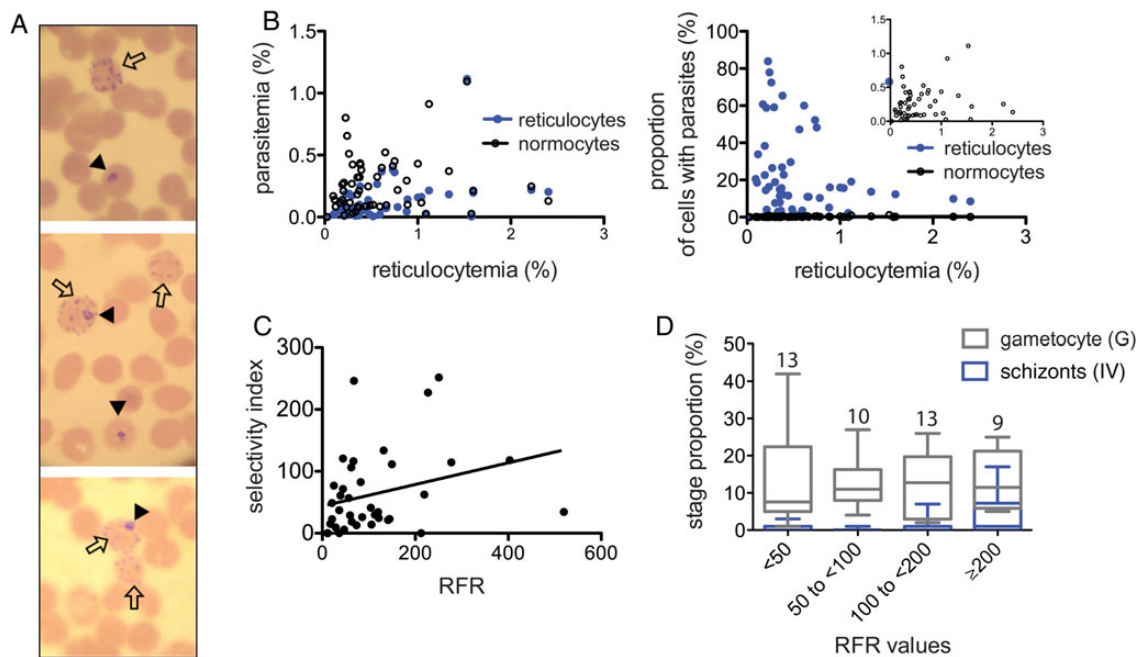 A
B
parasitemia (%)
1.5
1.0
0.5
0.0
0
1
2
3
reticulocytemia (%)
reticulocytes
normocytes
proportion
of cells with parasites (%)
100
80
60
40
20
0
0
1
2
3
reticulocytemia (%)
1.5
1.0
0.5
0.0
0
1
2
3
reticulocytes
normocytes
C
selectivity index
300
200
100
0
0
200
400
600
RFR
D
gametocyte (G)
schizonts (IV)
stage proportion (%)
50
40
30
20
10
0
13
10
13
9
<50
50 to <100
100 to <200
≥200
RFR values